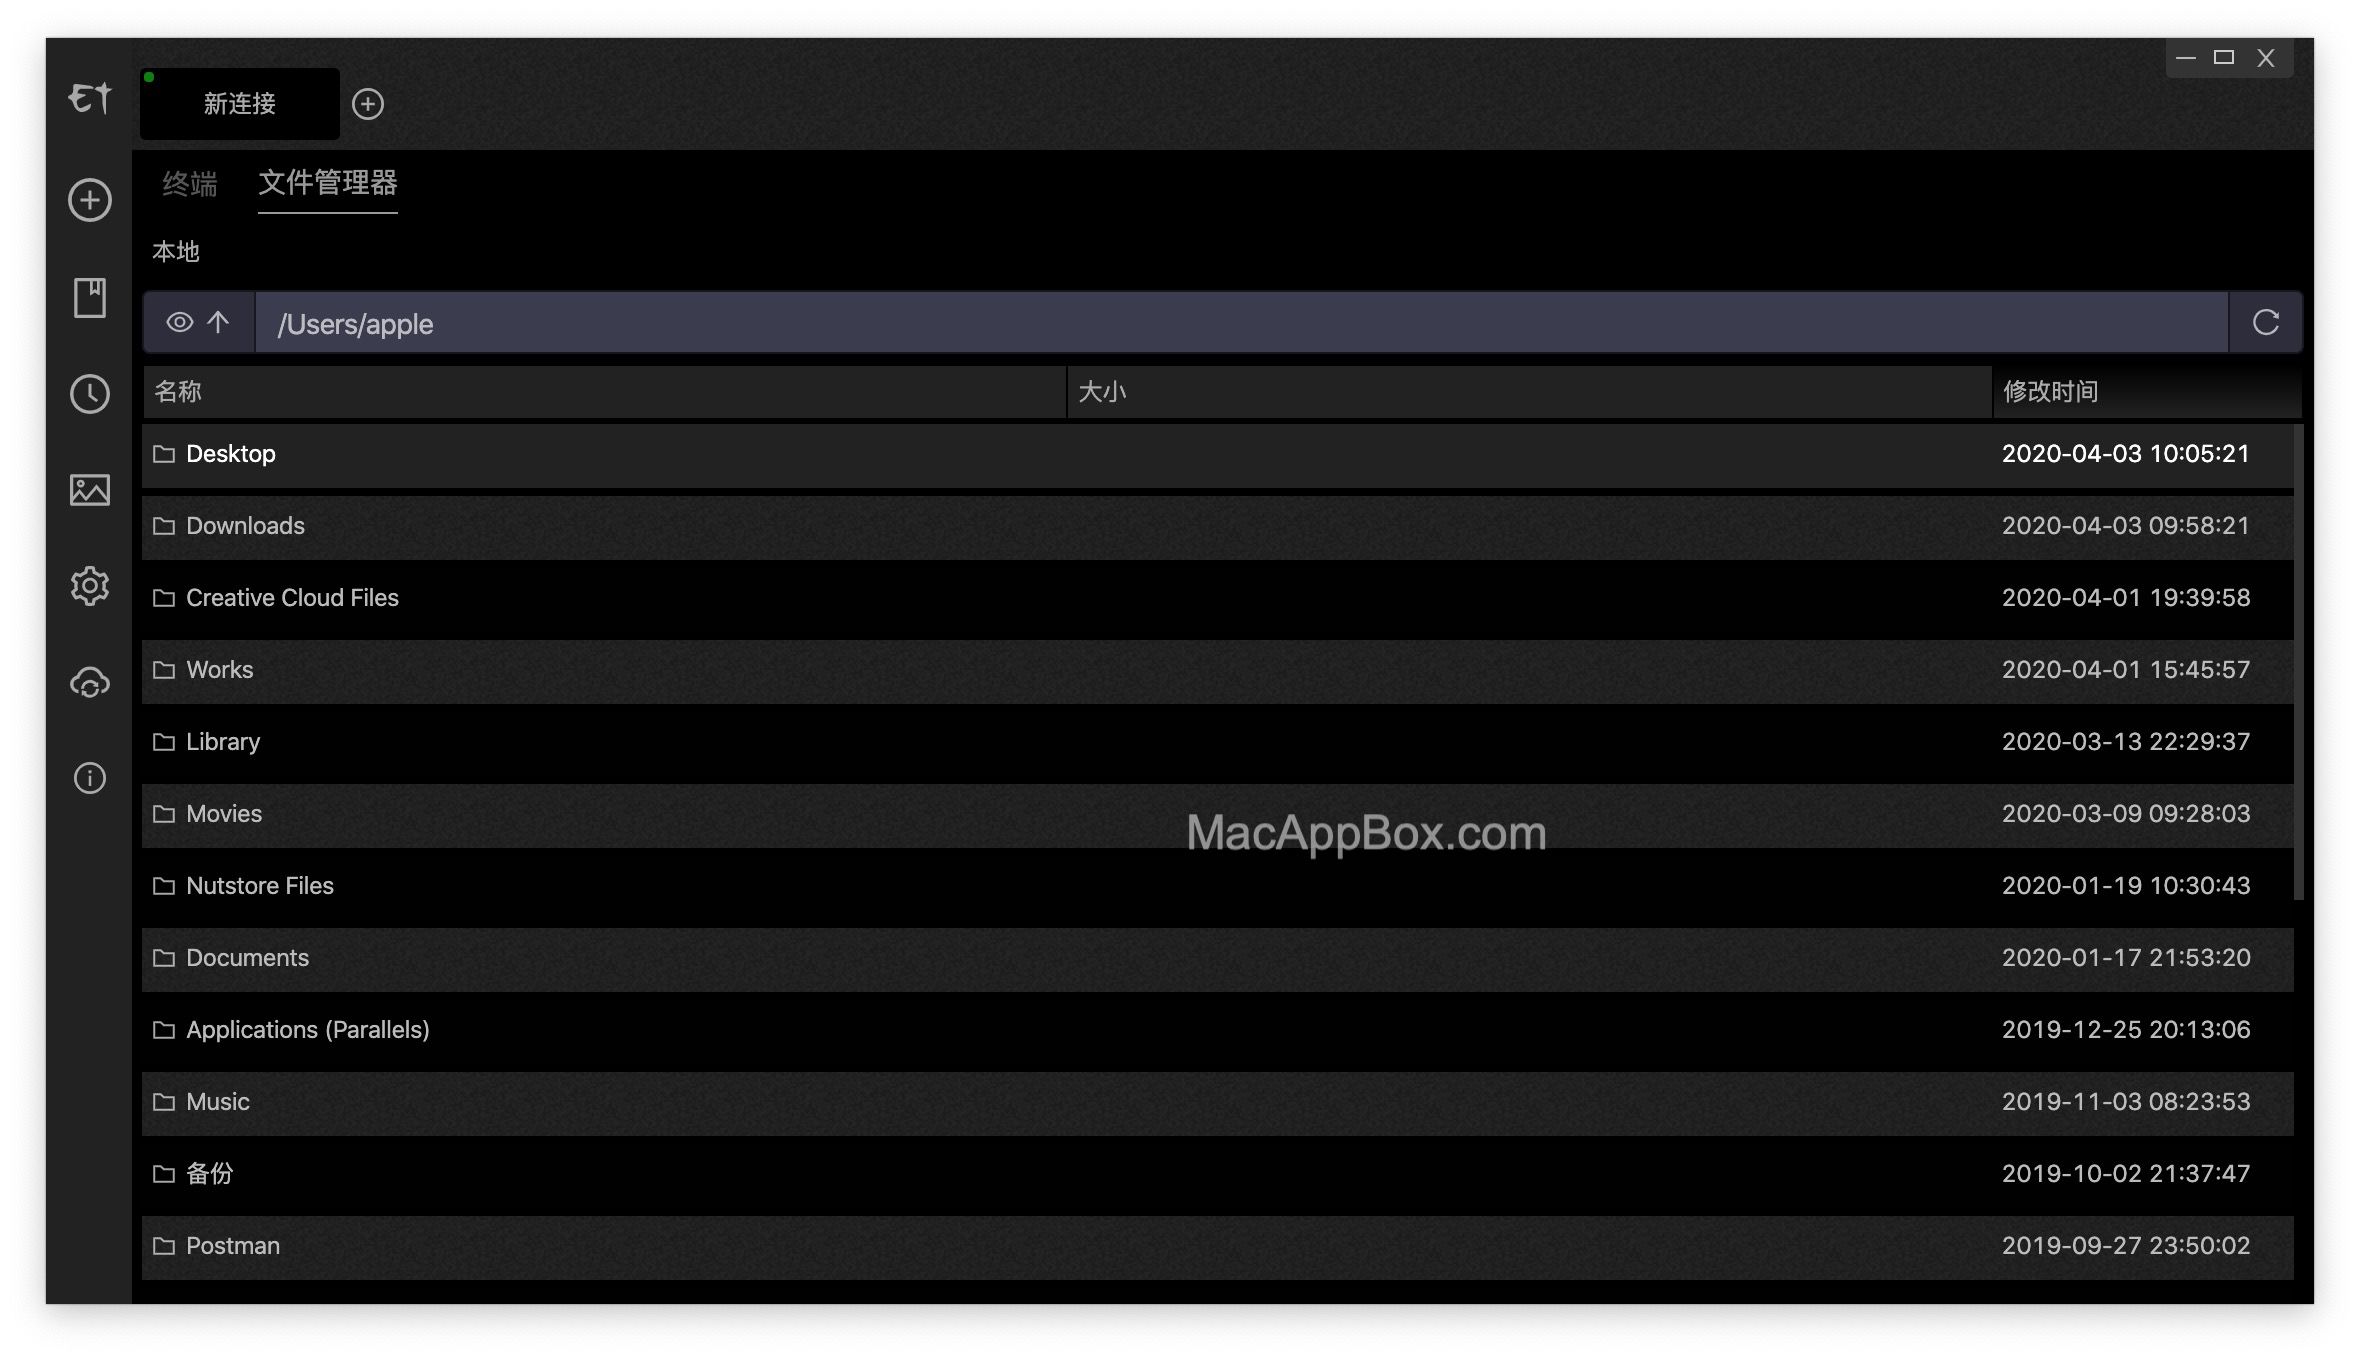 新连接
终端 文件管理器
本地
/Users/apple
名称 大小 修改时间
Desktop 2020-04-03 10:05:21
Downloads 2020-04-03 09:58:21
Creative Cloud Files 2020-04-01 19:39:58
Works 2020-04-01 15:45:57
Library 2020-03-13 22:29:37
Movies 2020-03-09 09:28:03
MacAppBox.com
Nutstore Files 2020-01-19 10:30:43
Documents 2020-01-17 21:53:20
Applications (Parallels) 2019-12-25 20:13:06
Music 2019-11-03 08:23:53
备份 2019-10-02 21:37:47
Postman 2019-09-27 23:50:02